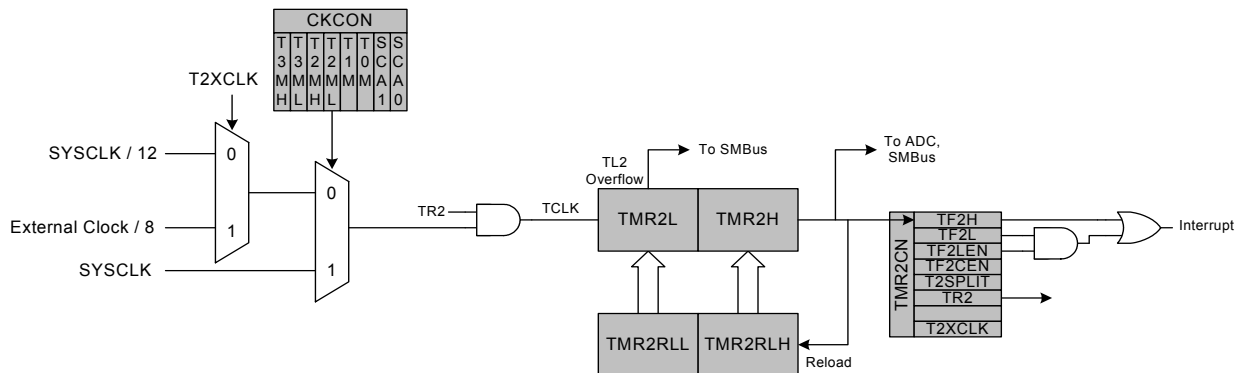 CKCON
T3MH
T3ML
T2MH
T2ML
T1M
T0M
SCA1
SCA0
T2XCLK
SYSCLK / 12
0
External Clock / 8
1
SYSCLK
0
1
TR2
TCLK
TL2
Overflow
To SMBus
To ADC,
SMBus
TMR2L
TMR2H
TMR2RLL
TMR2RLH
Reload
TMR2CN
TF2H
TF2L
TF2LEN
TF2CEN
T2SPLIT
TR2
T2XCLK
Interrupt